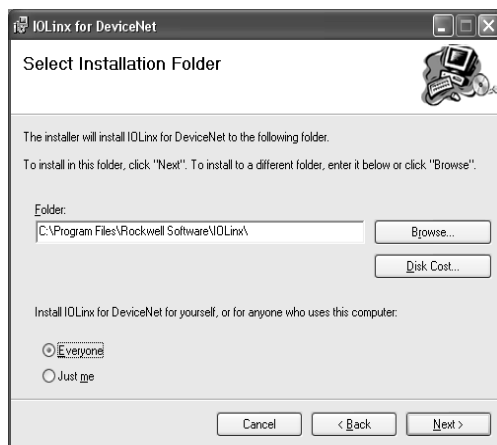 IOLinx for DeviceNet
Select Installation Folder
The installer will install IOLinx for DeviceNet to the following folder.
To install in this folder, click "Next". To install to a different folder, enter it below or click "Browse".
Folder:
C:\Program Files\Rockwell Software\IOLinx\
Browse...
Disk Cost...
Install IOLinx for DeviceNet for yourself, or for anyone who uses this computer:
Everyone
Just me
Cancel
< Back
Next >